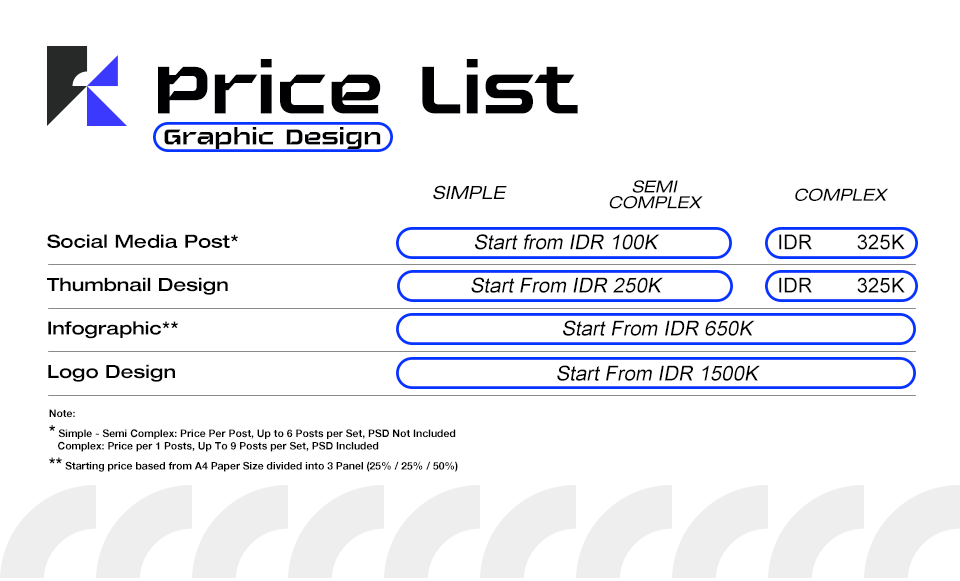 Price List
Graphic Design
SIMPLE
SEMI
COMPLEX
COMPLEX
Social Media Post* Start from IDR 100K IDR 325K
Thumbnail Design Start From IDR 250K IDR 325K
Infographic** Start From IDR 650K
Logo Design Start From IDR 1500K
Note:
* Simple - Semi Complex: Price Per Post, Up to 6 Posts per Set, PSD Not Included
Complex: Price per 1 Posts, Up To 9 Posts per Set, PSD Included
** Starting price based from A4 Paper Size divided into 3 Panel (25% / 25% / 50%)